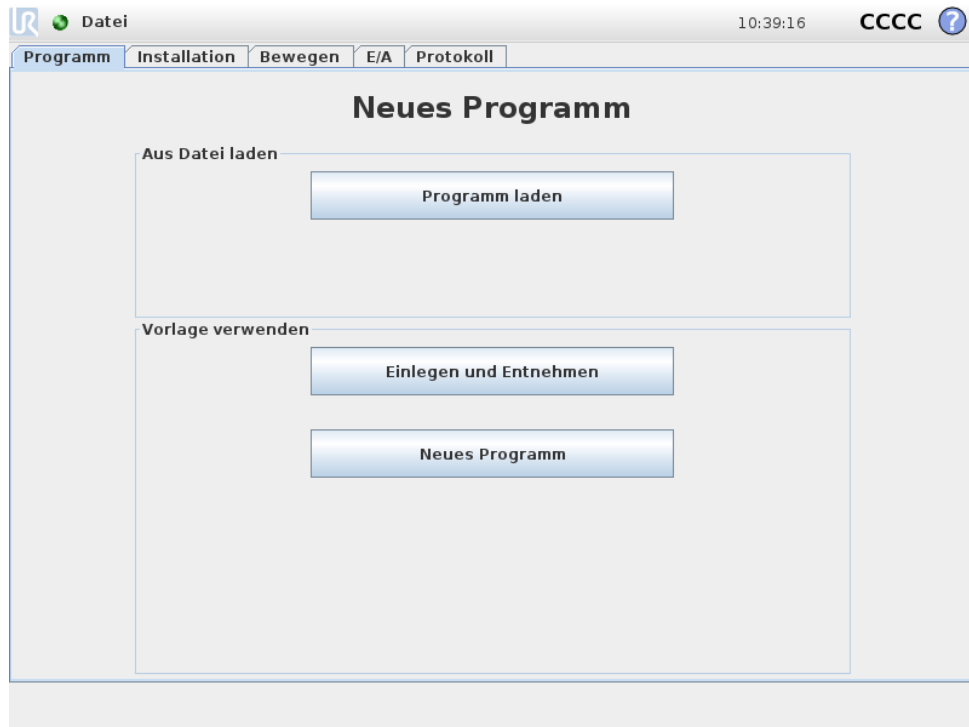 UR Datei 10:39:16 CCCC ?
Programm Installation Bewegen E/A Protokoll
Neues Programm
Aus Datei laden
Programm laden
Vorlage verwenden
Einlegen und Entnehmen
Neues Programm